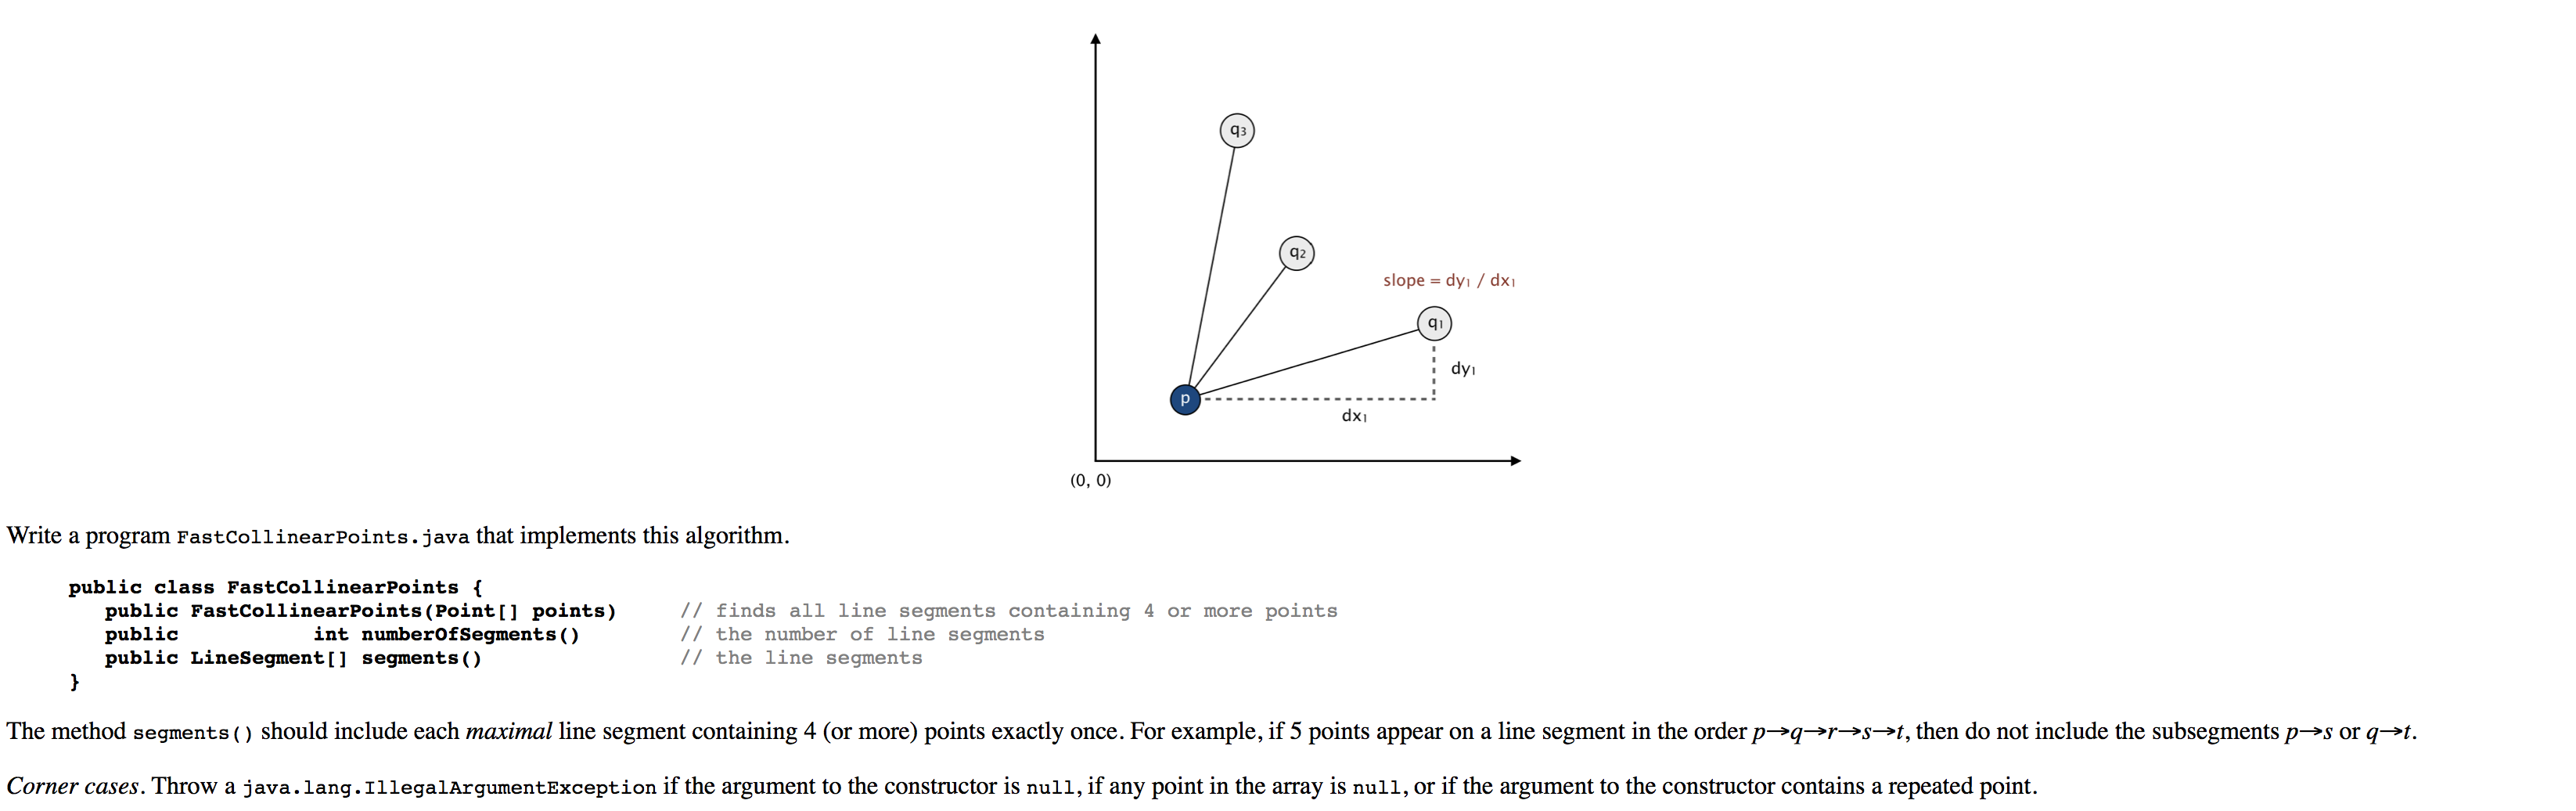 q3
q2
slope = dy1 / dx1
q1
dy1
p
dx1
(0, 0)
Write a program FastCollinearPoints.java that implements this algorithm.
public class FastCollinearPoints {
public FastCollinearPoints(Point[] points) // finds all line segments containing 4 or more points
public int numberOfSegments() // the number of line segments
public LineSegment[] segments() // the line segments
}
The method segments() should include each maximal line segment containing 4 (or more) points exactly once. For example, if 5 points appear on a line segment in the order p→q→r→s→t, then do not include the subsegments p→s or q→t.
Corner cases. Throw a java.lang.IllegalArgumentException if the argument to the constructor is null, if any point in the array is null, or if the argument to the constructor contains a repeated point.